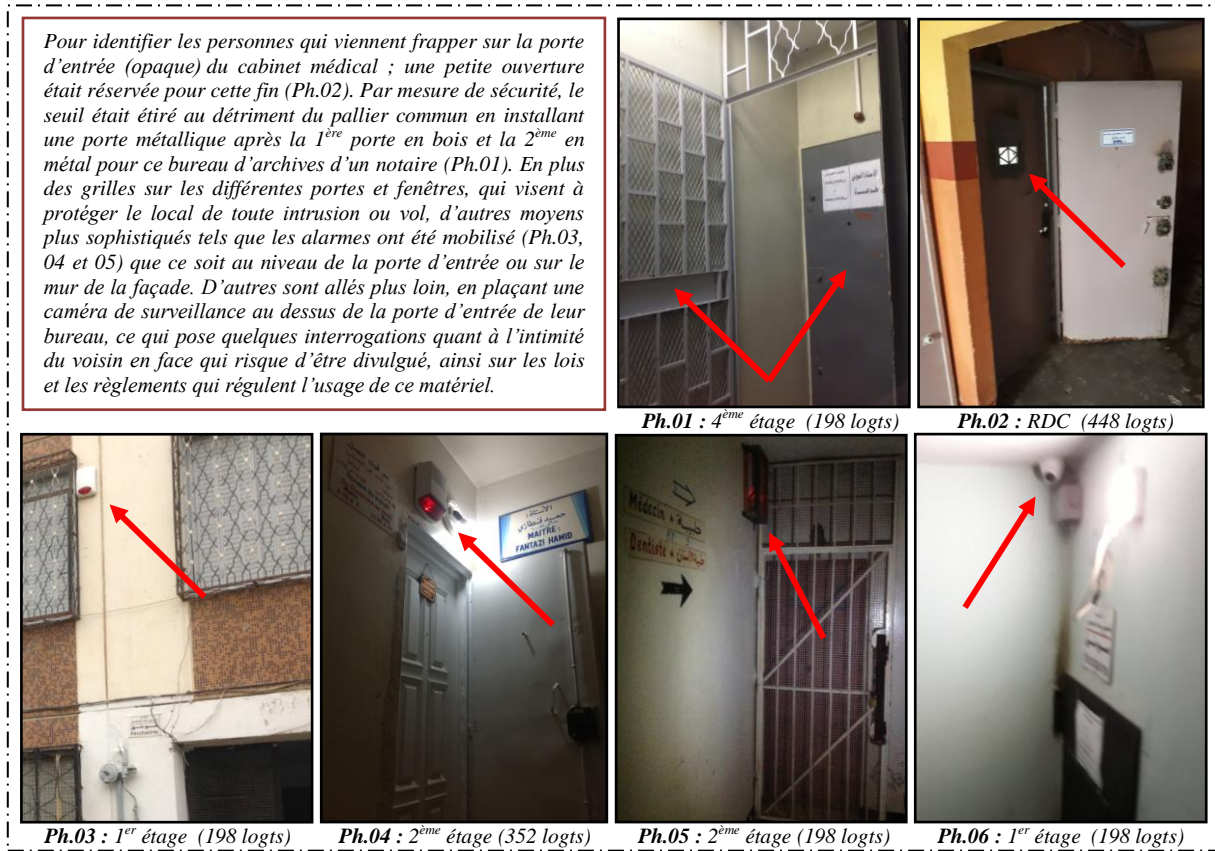 Pour identifier les personnes qui viennent frapper sur la porte
d'entrée (opaque) du cabinet médical ; une petite ouverture
était réservée pour cette fin (Ph.02). Par mesure de sécurité, le
seuil était étiré au détriment du pallier commun en installant
une porte métallique après la 1ère porte en bois et la 2ème en
métal pour ce bureau d'archives d'un notaire (Ph.01). En plus
des grilles sur les différentes portes et fenêtres, qui visent à
protéger le local de toute intrusion ou vol, d'autres moyens
plus sophistiqués tels que les alarmes ont été mobilisé (Ph.03,
04 et 05) que ce soit au niveau de la porte d'entrée ou sur le
mur de la façade. D'autres sont allés plus loin, en plaçant une
caméra de surveillance au dessus de la porte d'entrée de leur
bureau, ce qui pose quelques interrogations quant à l'intimité
du voisin en face qui risque d'être divulgué, ainsi sur les lois
et les règlements qui régulent l'usage de ce matériel.
Ph.01 : 4ème étage (198 logts)
Ph.02 : RDC (448 logts)
الأستاذ:
MAITRE :
FANTAZI HAMID
Médecin
طبيبة
Dentiste
Ph.03 : 1er étage (198 logts)
Ph.04 : 2ème étage (352 logts)
Ph.05 : 2ème étage (198 logts)
Ph.06 : 1er étage (198 logts)